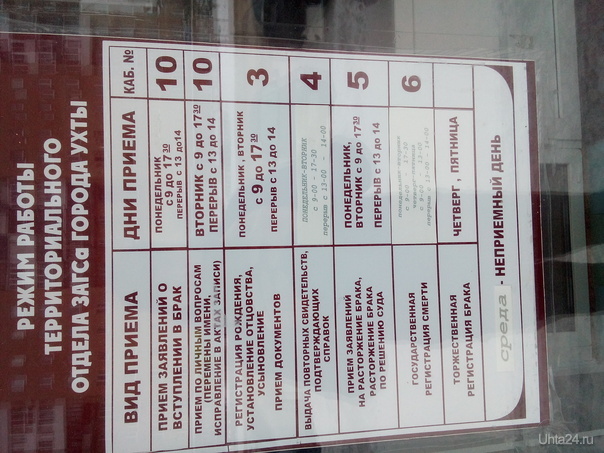 РЕЖИМ РАБОТЫ
ТЕРРИТОРИАЛЬНОГО
ОТДЕЛА ЗАГСа ГОРОДА УХТЫ
ВИД ПРИЕМА
ДНИ ПРИЕМА
КАБ. №
ПРИЕМ ЗАЯВЛЕНИЙ О
ВСТУПЛЕНИИ В БРАК
ПОНЕДЕЛЬНИК
с 9 до 17 30
ПЕРЕРЫВ с 13 до 14
10
ПРИЕМ ПО ЛИЧНЫМ ВОПРОСАМ
(ПЕРЕМЕНЫ ИМЕНИ,
ИСПРАВЛЕНИЕ В АКТАХ ЗАПИСИ)
ВТОРНИК с 9 до 17 30
ПЕРЕРЫВ с 13 до 14
10
РЕГИСТРАЦИЯ РОЖДЕНИЯ,
УСТАНОВЛЕНИЕ ОТЦОВСТВА,
УСЫНОВЛЕНИЕ
ПРИЕМ ДОКУМЕНТОВ
ПОНЕДЕЛЬНИК , ВТОРНИК
с 9 до 17 30
ПЕРЕРЫВ с 13 до 14
3
ВЫДАЧА ПОВТОРНЫХ СВИДЕТЕЛЬСТВ,
ПОДТВЕРЖДАЮЩИХ
СПРАВОК
ПОНЕДЕЛЬНИК-ВТОРНИК
с 9-00 - 17-30
перерыв с 13-00 - 14-00
4
ПРИЕМ ЗАЯВЛЕНИЙ
НА РАСТОРЖЕНИЕ БРАКА,
РАСТОРЖЕНИЕ БРАКА
ПО РЕШЕНИЮ СУДА
ПОНЕДЕЛЬНИК,
ВТОРНИК с 9 до 17 30
ПЕРЕРЫВ с 13 до 14
5
ГОСУДАРСТВЕННАЯ
РЕГИСТРАЦИЯ СМЕРТИ
с 9-00 - 17-30
6
ТОРЖЕСТВЕННАЯ
РЕГИСТРАЦИЯ БРАКА
ЧЕТВЕРГ , ПЯТНИЦА
среда - НЕПРИЕМНЫЙ ДЕНЬ
Uhta24.ru